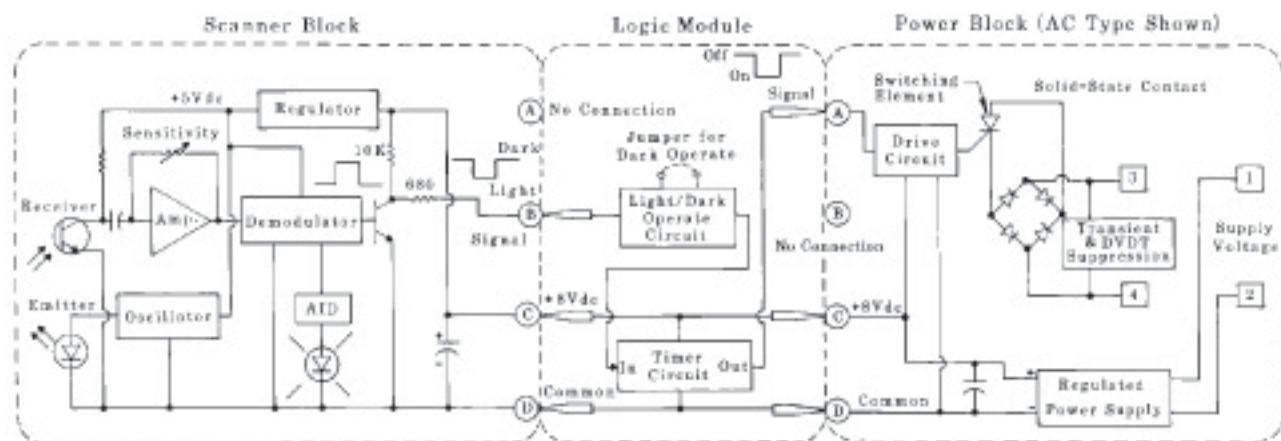 Scanner Block
Logic Module
Power Block (AC Type Shown)
+5Vdc
Regulator
Sensitivity
10K
Dark
Light
680
Receiver
Amp.
Demodulator
Signal
Emitter
Oscillator
AID
A
No Connection
B
C
D
Off
On
Signal
Jumper for
Dark Operate
Light/Dark
Operate
Circuit
+8Vdc
In
Timer
Circuit
Out
Common
A
B
No Connection
C
+8Vdc
D
Common
Switching
Element
Solid-State Contact
Drive
Circuit
3
4
Transient
& DVDT
Suppression
1
2
Supply
Voltage
+
-
Regulated
Power Supply